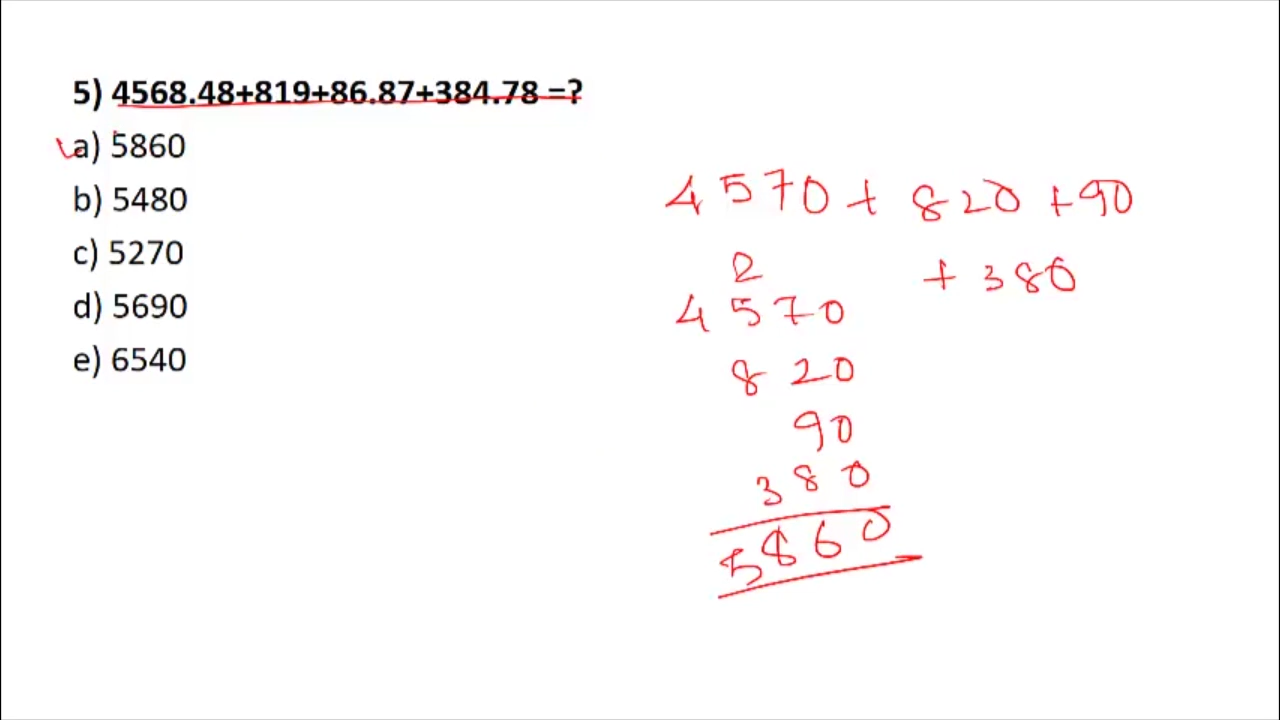 5) 4568.48+819+86.87+384.78 =?
a) 5860
b) 5480
c) 5270
d) 5690
e) 6540
4570 + 820 + 90
+ 380
2
4570
820
90
380
5860